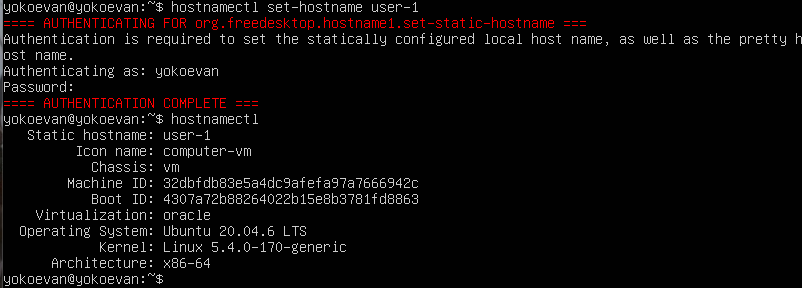 yokoevan@yokoevan:~$ hostnamectl set-hostname user-1
==== AUTHENTICATING FOR org.freedesktop.hostname1.set-static-hostname ===
Authentication is required to set the statically configured local host name, as well as the pretty h
ost name.
Authenticating as: yokoevan
Password:
==== AUTHENTICATION COMPLETE ===
yokoevan@yokoevan:~$ hostnamectl
Static hostname: user-1
Icon name: computer-vm
Chassis: vm
Machine ID: 32dbfdb83e5a4dc9afefa97a7666942c
Boot ID: 4307a72b88264022b15e8b3781fd8863
Virtualization: oracle
Operating System: Ubuntu 20.04.6 LTS
Kernel: Linux 5.4.0-170-generic
Architecture: x86-64
yokoevan@yokoevan:~$